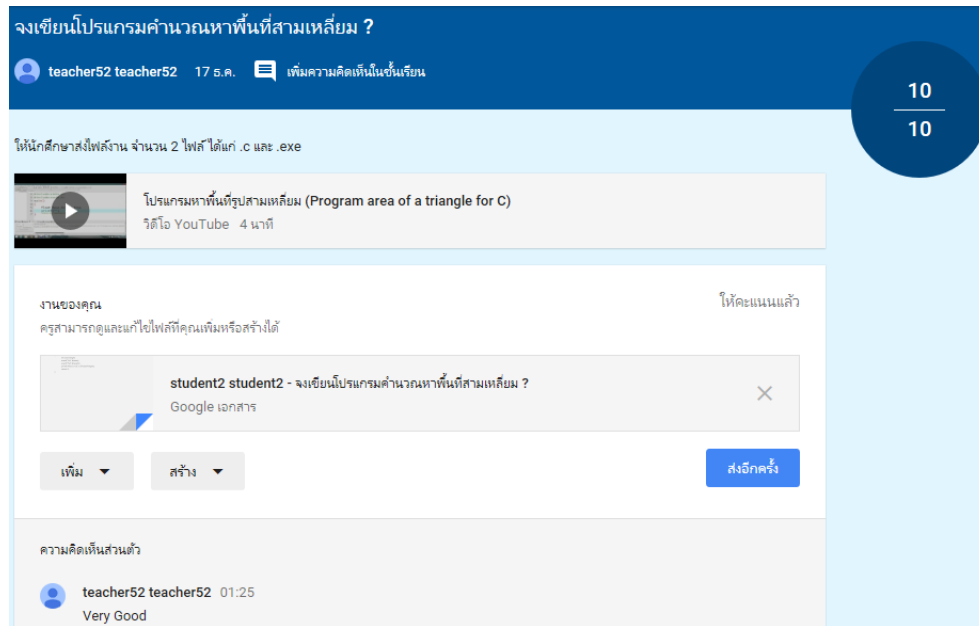 จงเขียนโปรแกรมคำนวณหาพื้นที่สามเหลี่ยม ?
teacher52 teacher52 17 ธ.ค. เพิ่มความคิดเห็นในชั้นเรียน
10
10
ให้นักศึกษาส่งไฟล์งาน จำนวน 2 ไฟล์ ได้แก่ .c และ .exe
โปรแกรมหาพื้นที่รูปสามเหลี่ยม (Program area of a triangle for C)
วิดีโอ YouTube 4 นาที
งานของคุณ
ให้คะแนนแล้ว
ครูสามารถดูและแก้ไขไฟล์ที่คุณเพิ่มหรือสร้างได้
student2 student2 - จงเขียนโปรแกรมคำนวณหาพื้นที่สามเหลี่ยม ?
Google เอกสาร
เพิ่ม
สร้าง
ส่งอีกครั้ง
ความคิดเห็นส่วนตัว
teacher52 teacher52 01:25
Very Good